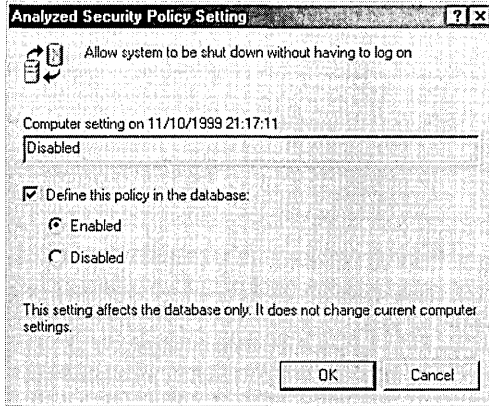 Analyzed Security Policy Setting
Allow system to be shut down without having to log on
Computer setting on 11/10/1999 21:17:11
Disabled
Define this policy in the database:
Enabled
Disabled
This setting affects the database only. It does not change current computer
settings.
OK
Cancel